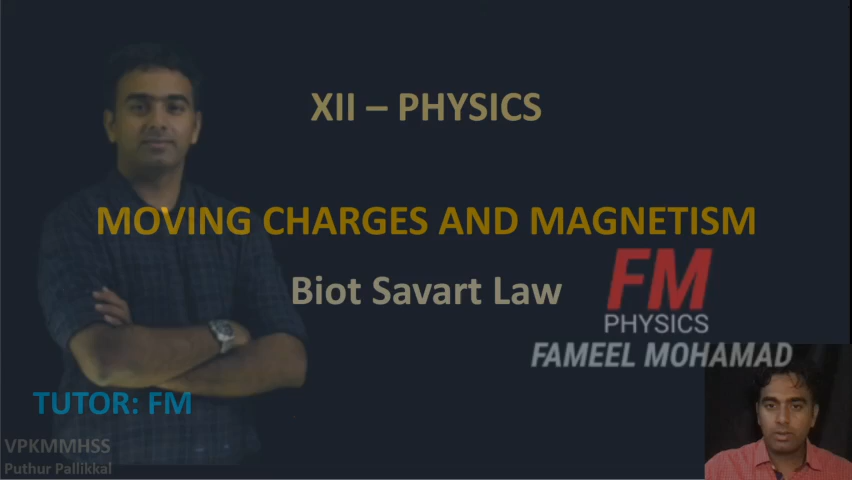 XII – PHYSICS
MOVING CHARGES AND MAGNETISM
Biot Savart Law
FM
PHYSICS
FAMEEL MOHAMAD
TUTOR: FM
VPKMMHSS
Puthur Pallikkal